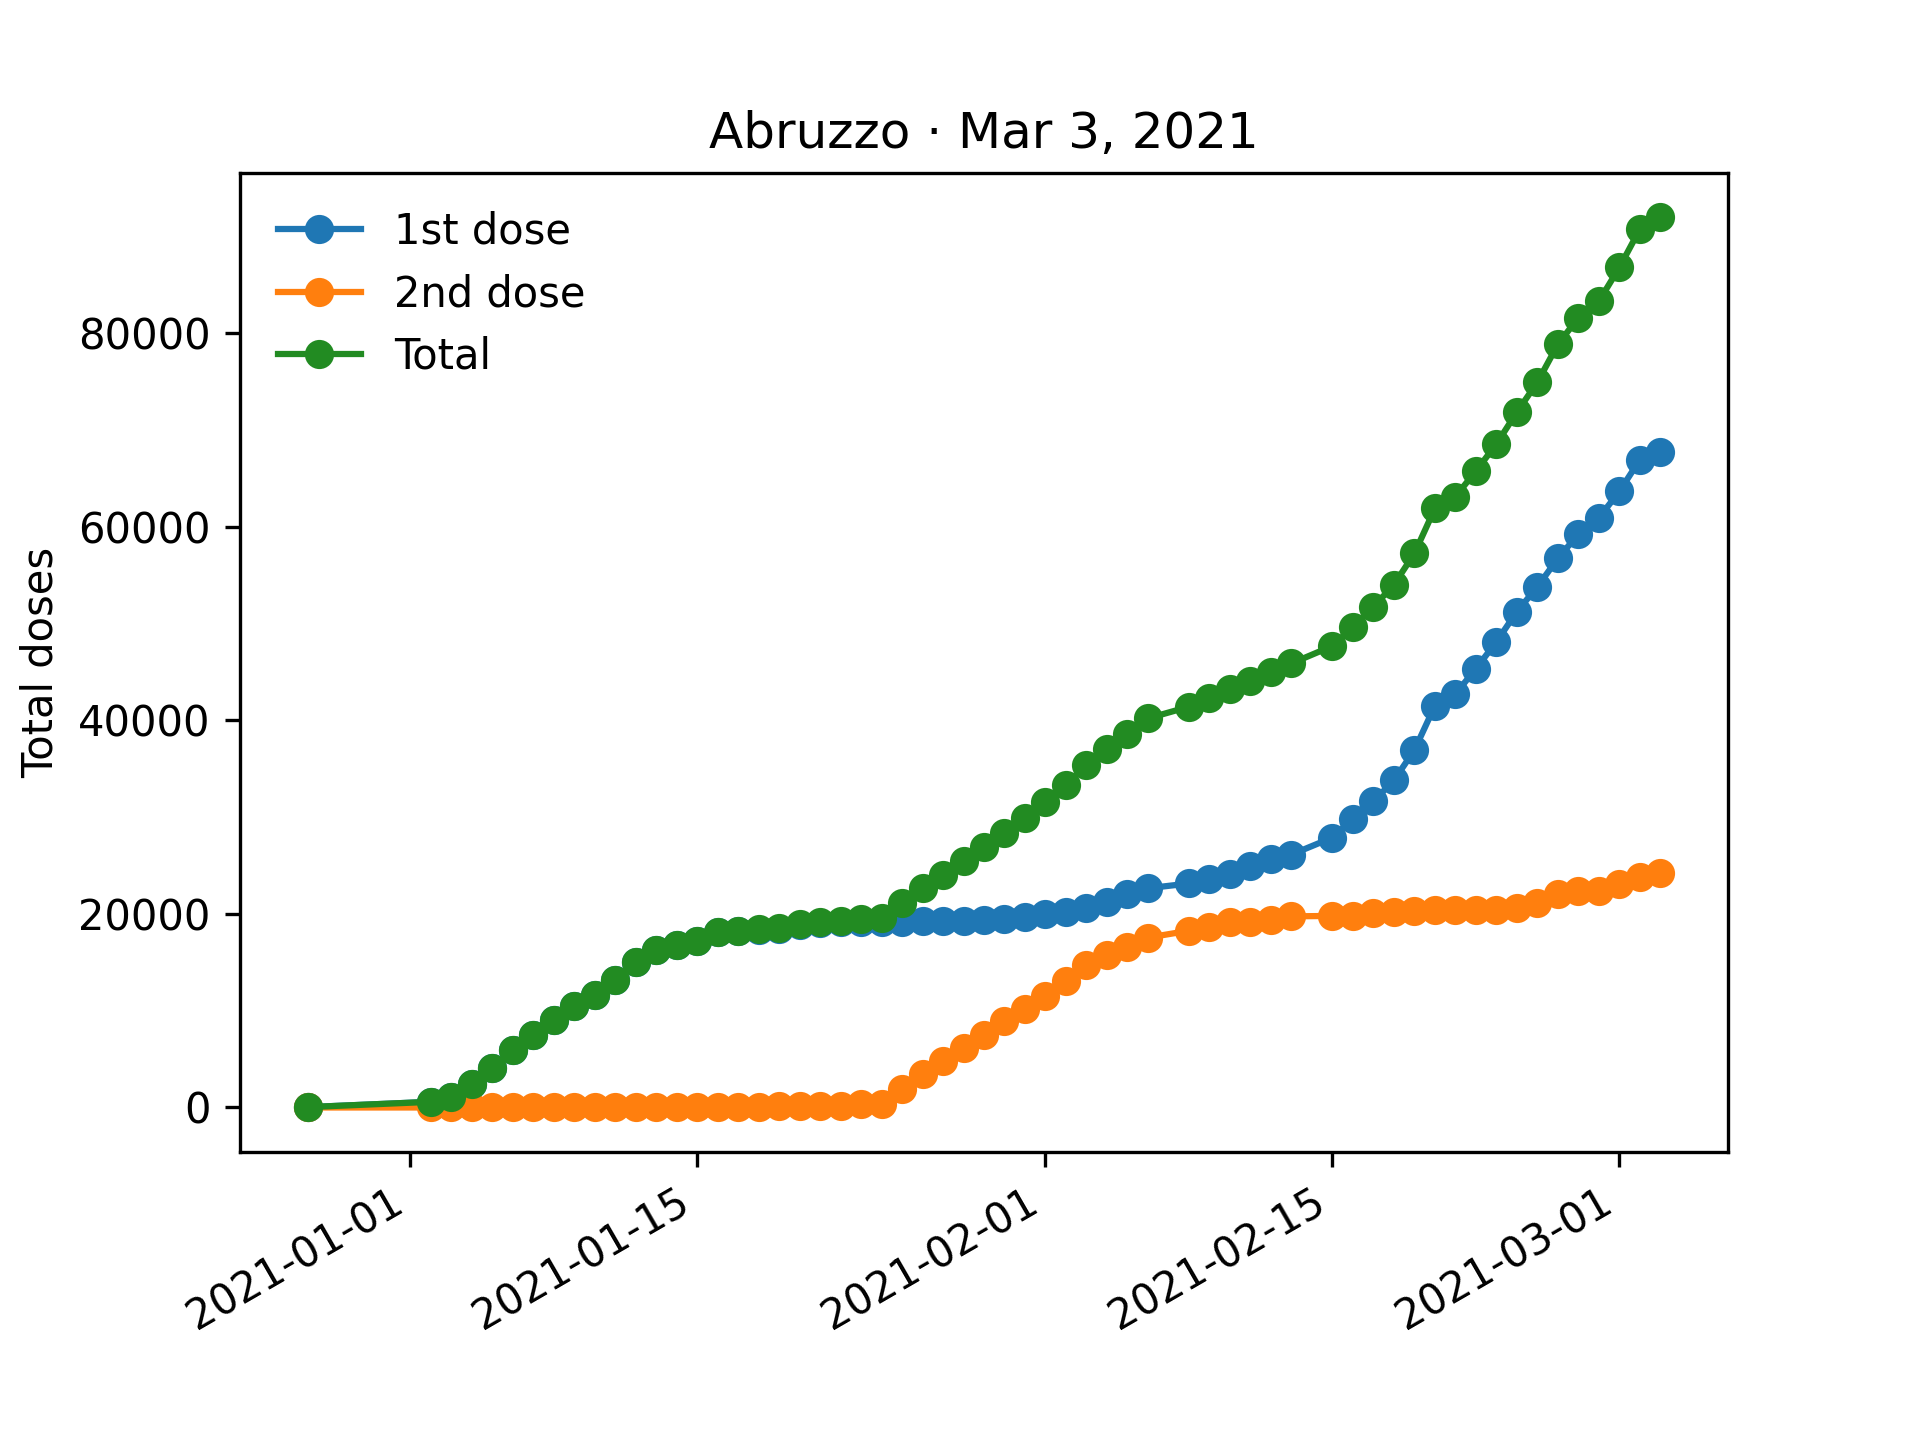 Abruzzo · Mar 3, 2021
1st dose
2nd dose
Total
Total doses
80000
60000
40000
20000
0
2021-01-01
2021-01-15
2021-02-01
2021-02-15
2021-03-01